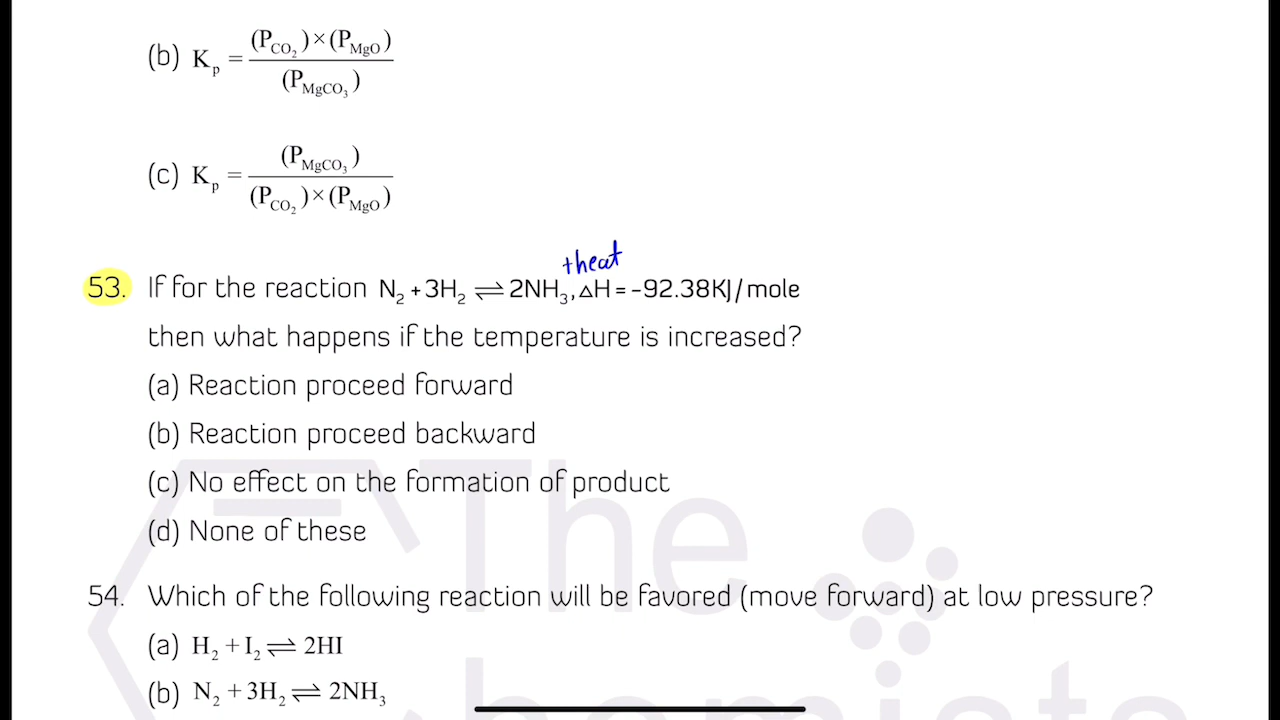 (b) Kₚ = (P_CO₂)×(P_MgO) / (P_MgCO₃)
(c) Kₚ = (P_MgCO₃) / (P_CO₂)×(P_MgO)
+heat
53. If for the reaction N₂ + 3H₂ ⇌ 2NH₃, △H = -92.38KJ/mole
then what happens if the temperature is increased?
(a) Reaction proceed forward
(b) Reaction proceed backward
(c) No effect on the formation of product
(d) None of these
The
54. Which of the following reaction will be favored (move forward) at low pressure?
(a) H₂ + I₂ ⇌ 2HI
(b) N₂ + 3H₂ ⇌ 2NH₃